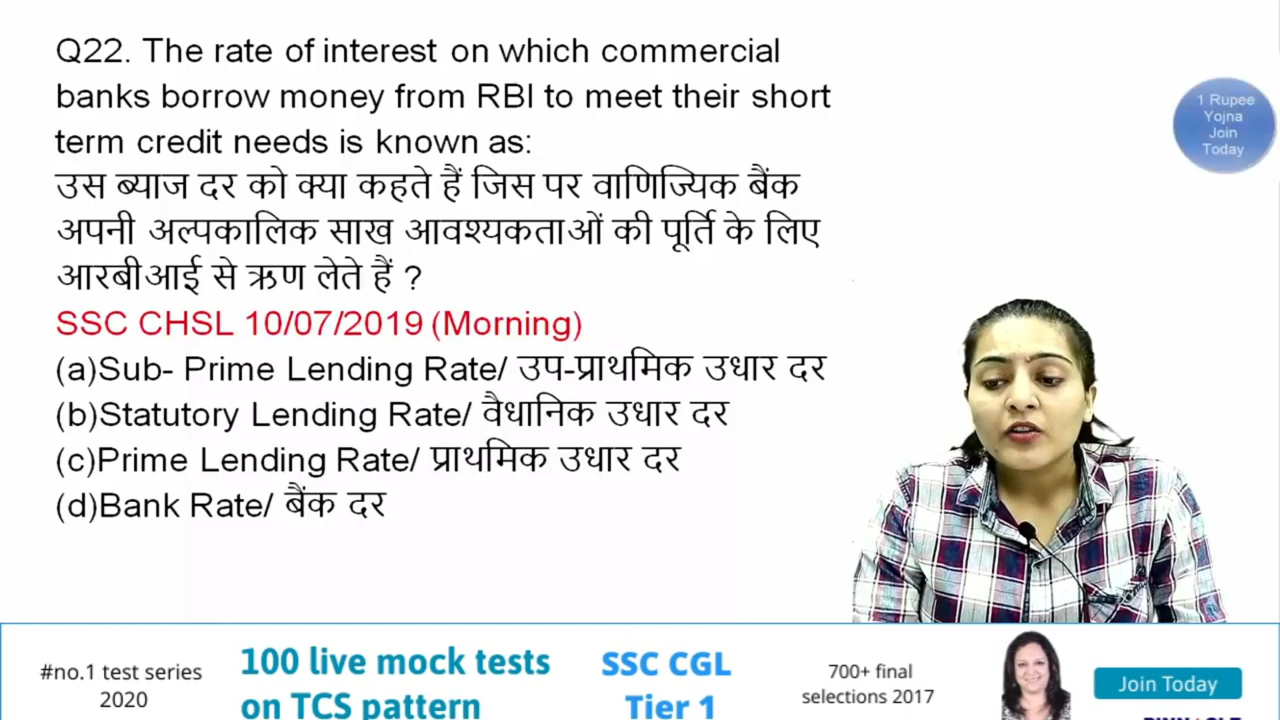 Q22. The rate of interest on which commercial
banks borrow money from RBI to meet their short
term credit needs is known as:
उस ब्याज दर को क्या कहते हैं जिस पर वाणिज्यिक बैंक
अपनी अल्पकालिक साख आवश्यकताओं की पूर्ति के लिए
आरबीआई से ऋण लेते हैं ?
SSC CHSL 10/07/2019 (Morning)
(a)Sub- Prime Lending Rate/ उप-प्राथमिक उधार दर
(b)Statutory Lending Rate/ वैधानिक उधार दर
(c)Prime Lending Rate/ प्राथमिक उधार दर
(d)Bank Rate/ बैंक दर
1 Rupee
Yojna
Join
Today
#no.1 test series
2020
100 live mock tests
on TCS pattern
SSC CGL
Tier 1
700+ final
selections 2017
Join Today